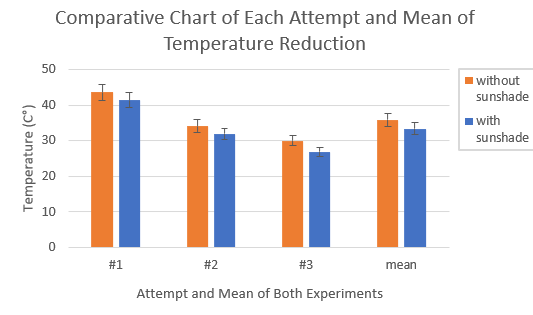 Comparative Chart of Each Attempt and Mean of
Temperature Reduction
50
40
30
20
10
0
Temperature (C°)
#1 #2 #3 mean
Attempt and Mean of Both Experiments
without
sunshade
with
sunshade